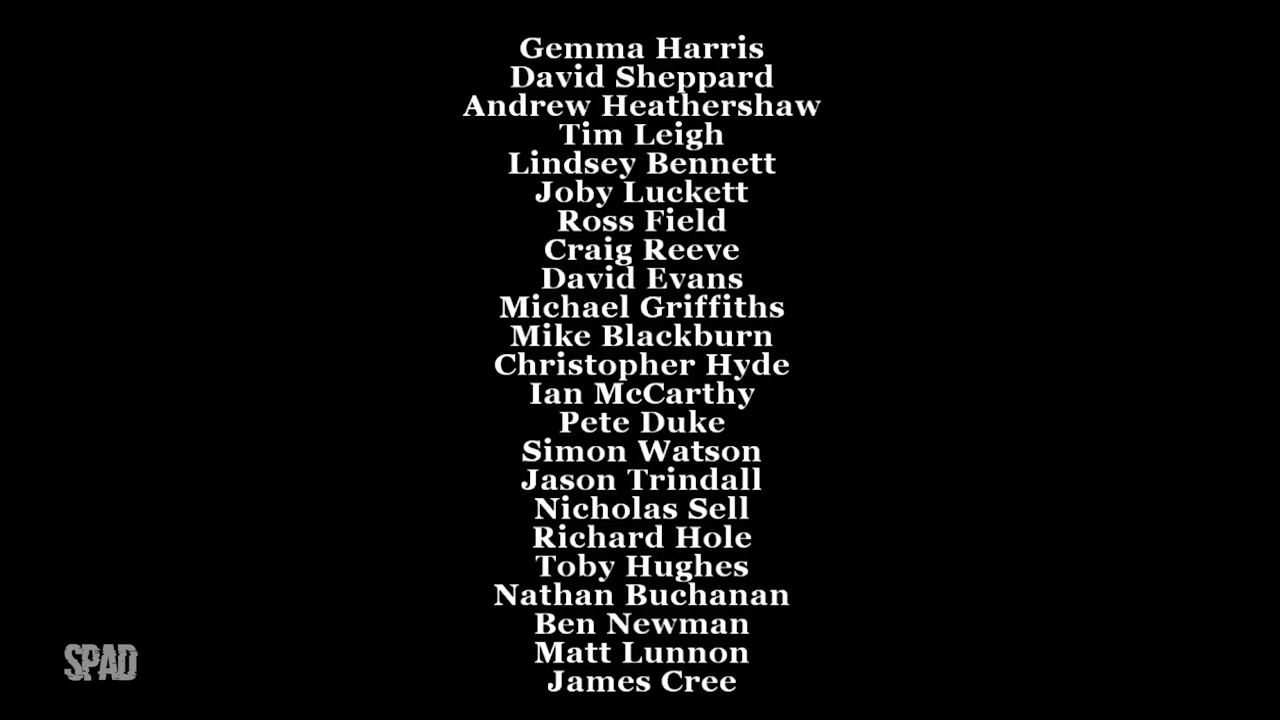 Gemma Harris
David Sheppard
Andrew Heathershaw
Tim Leigh
Lindsey Bennett
Joby Luckett
Ross Field
Craig Reeve
David Evans
Michael Griffiths
Mike Blackburn
Christopher Hyde
Ian McCarthy
Pete Duke
Simon Watson
Jason Trindall
Nicholas Sell
Richard Hole
Toby Hughes
Nathan Buchanan
Ben Newman
Matt Lunnon
James Cree
SPAD